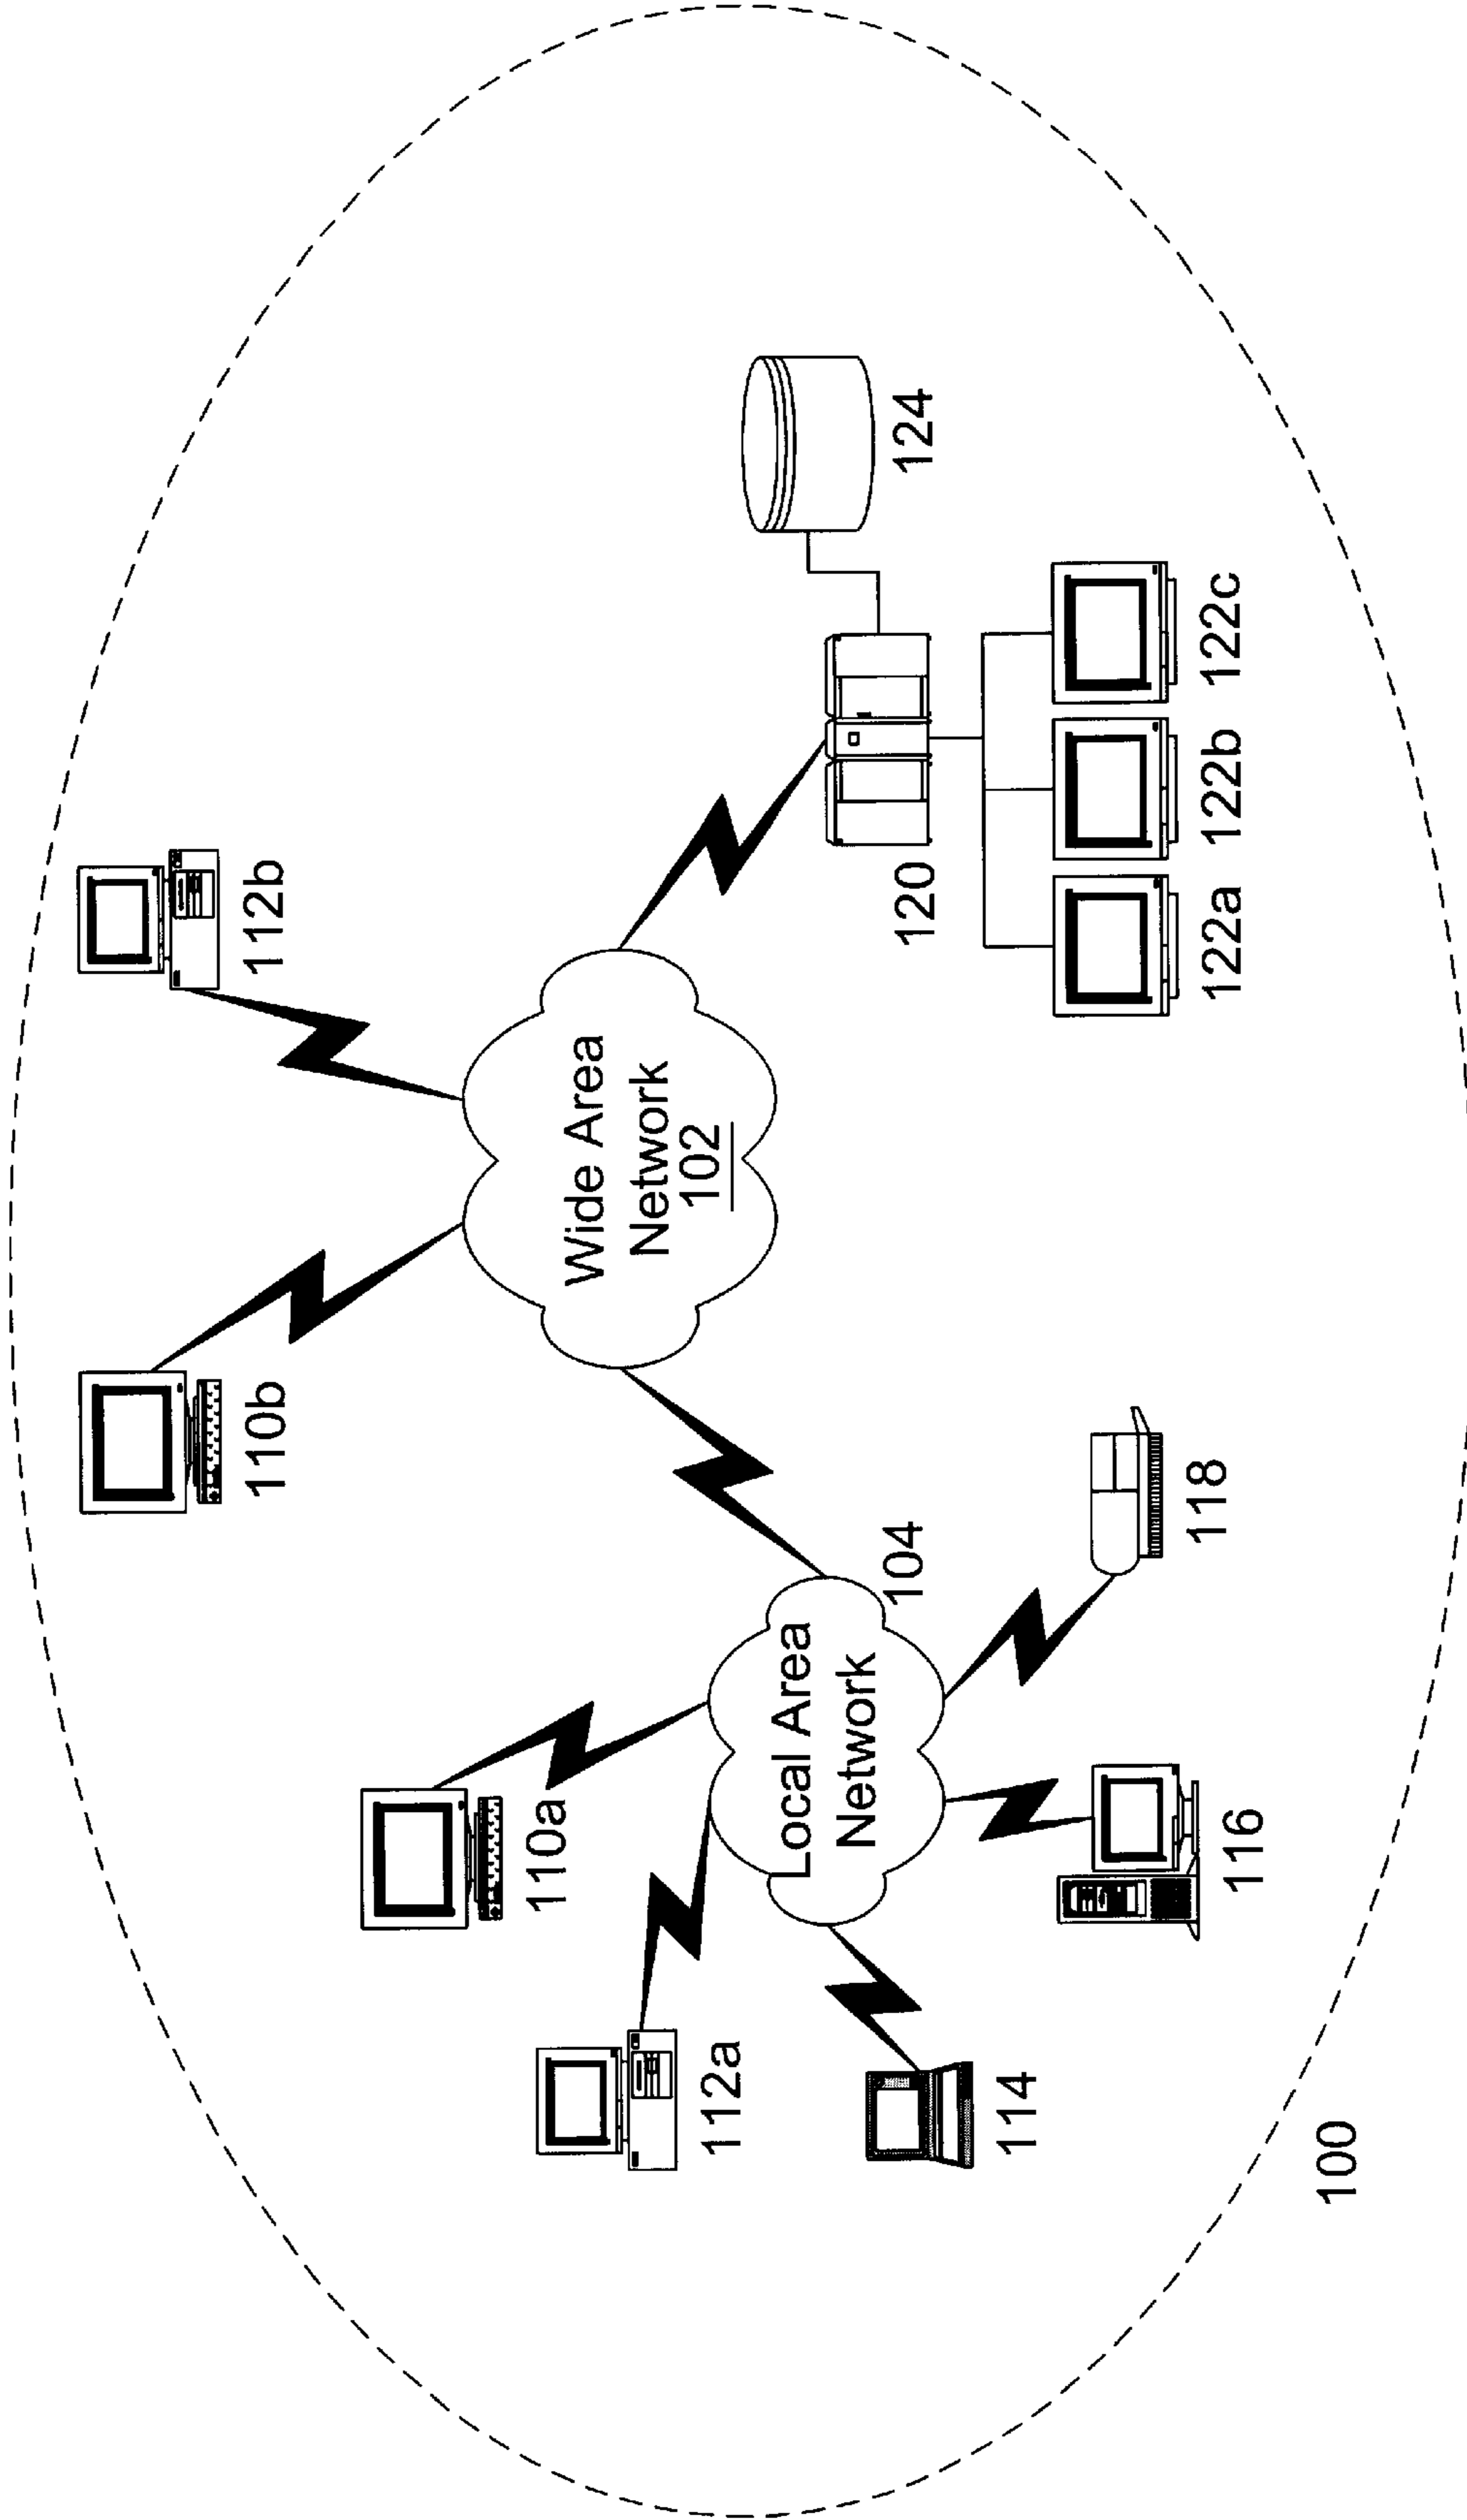 110b
112b
Wide Area
Network
102
110a
112a
Local Area
Network
104
120
124
114
116
118
122a
122b
122c
100